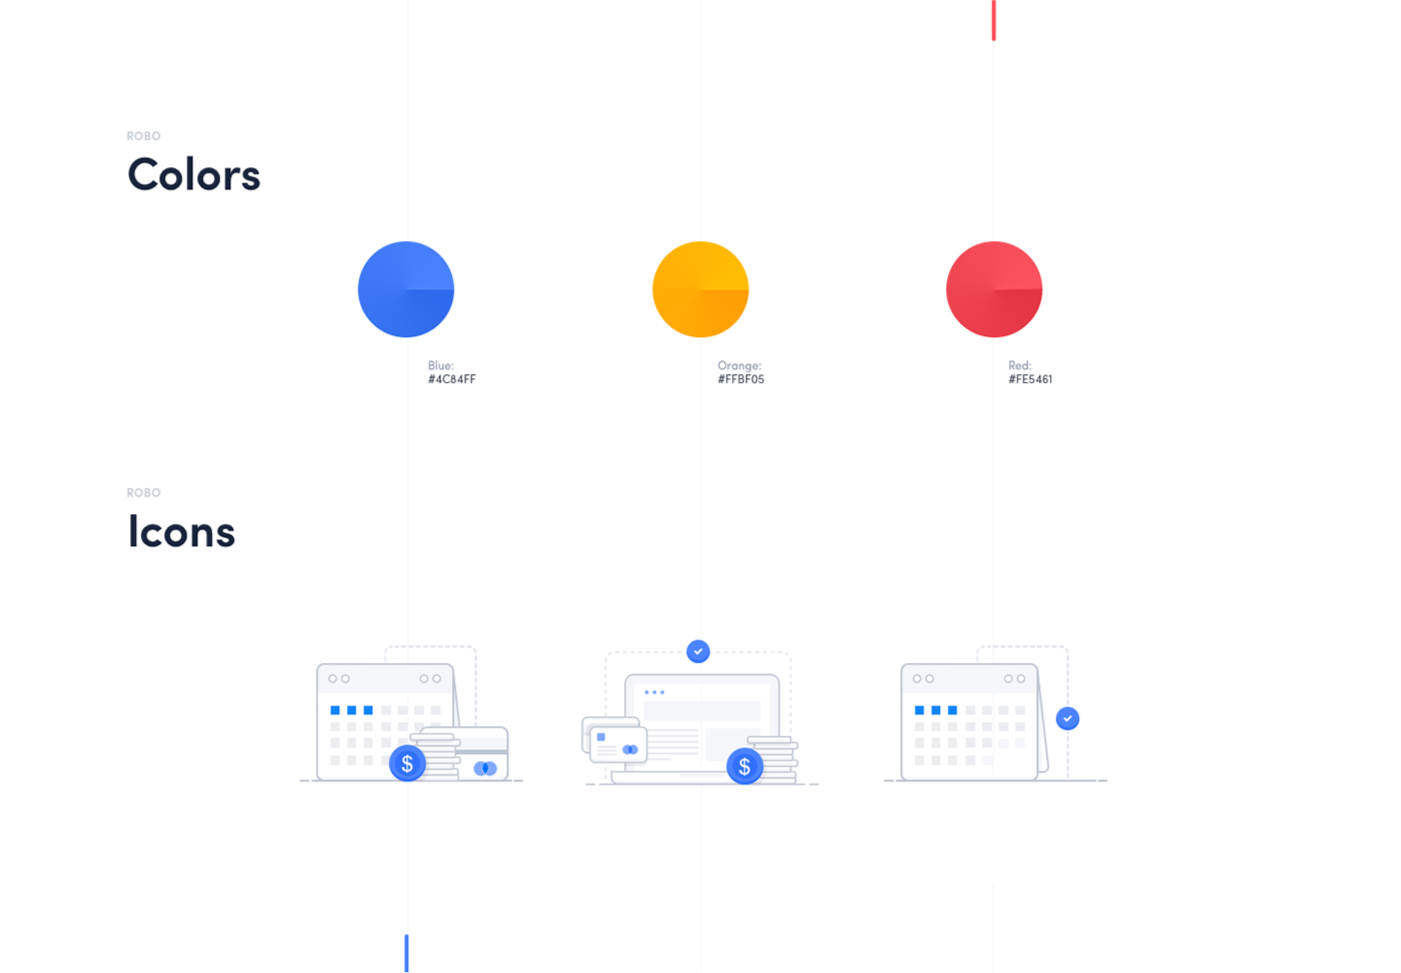 ROBO
Colors
Blue:
#4C84FF
Orange:
#FFBF05
Red:
#FE5461
ROBO
Icons
$
$